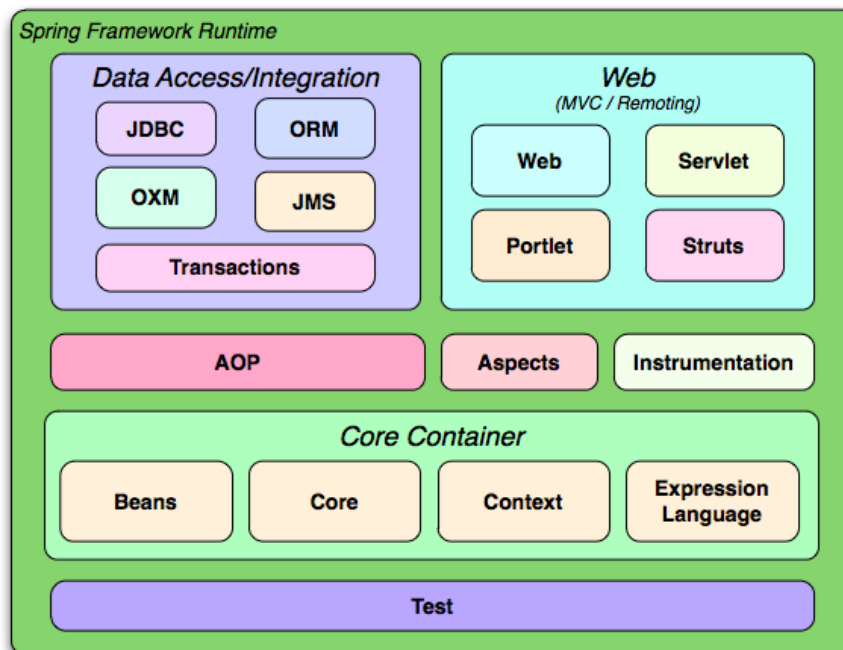 Spring Framework Runtime
Data Access/Integration
JDBC
ORM
OXM
JMS
Transactions
Web
(MVC / Remoting)
Web
Servlet
Portlet
Struts
AOP
Aspects
Instrumentation
Core Container
Beans
Core
Context
Expression
Language
Test